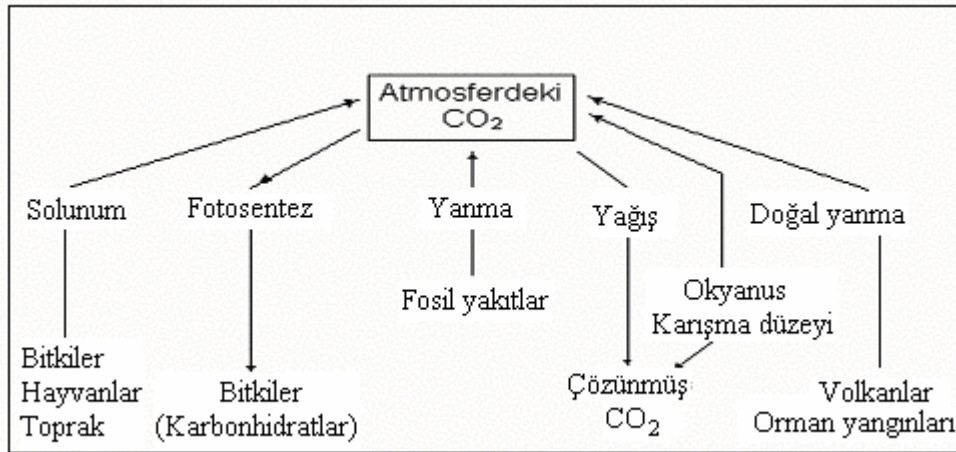 Atmosferdeki
CO₂
Solunum
Fotosentez
Yanma
Yağış
Doğal yanma
Fosil yakıtlar
Okyanus
Karışma düzeyi
Bitkiler
Hayvanlar
Toprak
Bitkiler
(Karbonhidratlar)
Çözünmüş
CO₂
Volkanlar
Orman yangınları